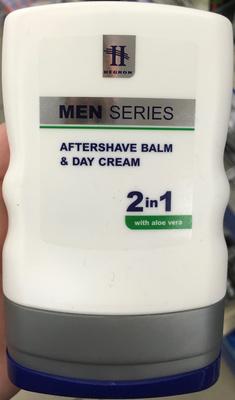 H
HEGRON
MEN SERIES
AFTERSHAVE BALM
& DAY CREAM
2in1
with aloe vera